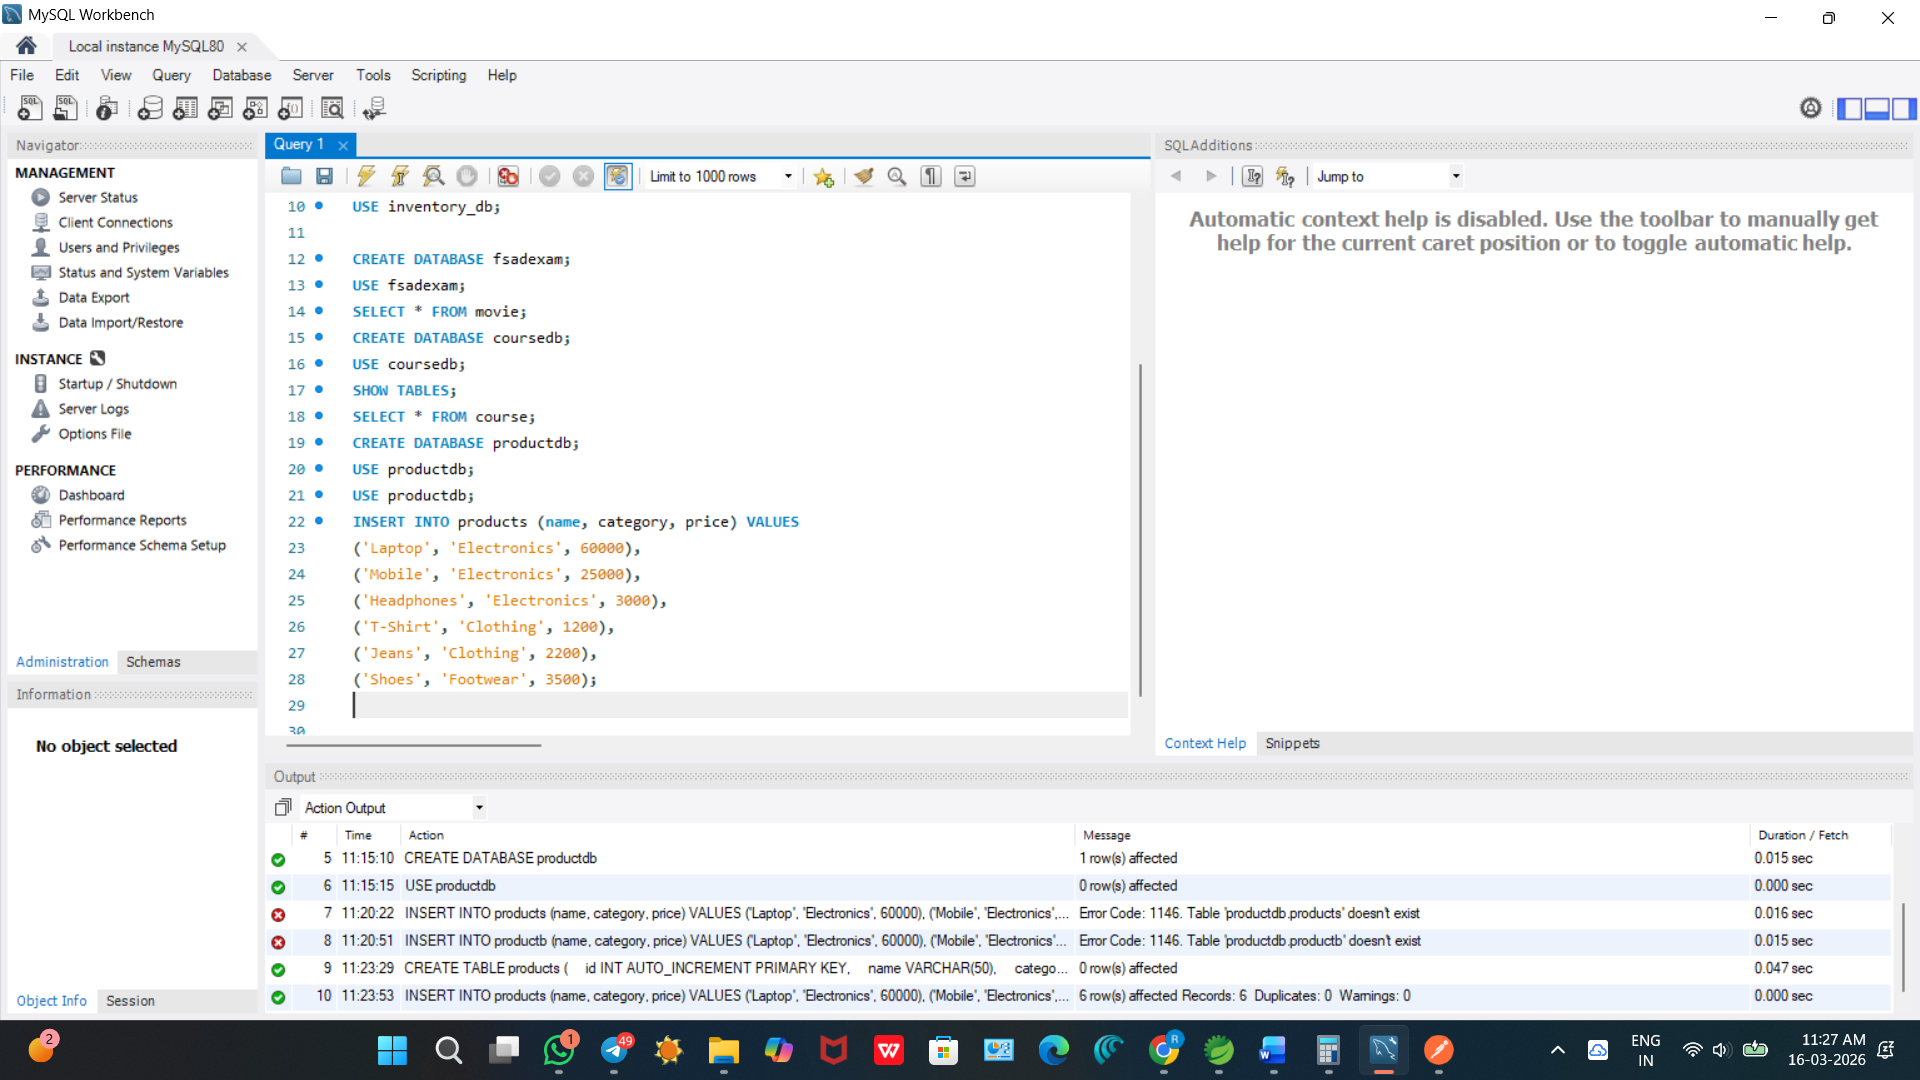 MySQL Workbench
Local instance MySQL80
File Edit View Query Database Server Tools Scripting Help
Navigator
MANAGEMENT
Server Status
Client Connections
Users and Privileges
Status and System Variables
Data Export
Data Import/Restore
INSTANCE
Startup / Shutdown
Server Logs
Options File
PERFORMANCE
Dashboard
Performance Reports
Performance Schema Setup
Administration Schemas
Information
No object selected
Object Info Session
Query 1
Limit to 1000 rows
10 USE inventory_db;
11
12 CREATE DATABASE fsadexam;
13 USE fsadexam;
14 SELECT * FROM movie;
15 CREATE DATABASE coursedb;
16 USE coursedb;
17 SHOW TABLES;
18 SELECT * FROM course;
19 CREATE DATABASE productdb;
20 USE productdb;
21 USE productdb;
22 INSERT INTO products (name, category, price) VALUES
23 ('Laptop', 'Electronics', 60000),
24 ('Mobile', 'Electronics', 25000),
25 ('Headphones', 'Electronics', 3000),
26 ('T-Shirt', 'Clothing', 1200),
27 ('Jeans', 'Clothing', 2200),
28 ('Shoes', 'Footwear', 3500);
29
30
SQLAdditions
Jump to
Automatic context help is disabled. Use the toolbar to manually get
help for the current caret position or to toggle automatic help.
Context Help Snippets
Output
Action Output
# Time Action Message Duration / Fetch
5 11:15:10 CREATE DATABASE productdb 1 row(s) affected 0.015 sec
6 11:15:15 USE productdb 0 row(s) affected 0.000 sec
7 11:20:22 INSERT INTO products (name, category, price) VALUES ('Laptop', 'Electronics', 60000), ('Mobile', 'Electronics',... Error Code: 1146. Table 'productdb.products' doesn't exist 0.016 sec
8 11:20:51 INSERT INTO productb (name, category, price) VALUES ('Laptop', 'Electronics', 60000), ('Mobile', 'Electronics'... Error Code: 1146. Table 'productdb.productb' doesn't exist 0.015 sec
9 11:23:29 CREATE TABLE products ( id INT AUTO_INCREMENT PRIMARY KEY, name VARCHAR(50), catego... 0 row(s) affected 0.047 sec
10 11:23:53 INSERT INTO products (name, category, price) VALUES ('Laptop', 'Electronics', 60000), ('Mobile', 'Electronics',... 6 row(s) affected Records: 6 Duplicates: 0 Warnings: 0 0.000 sec
2
1
49
R
ENG
IN
11:27 AM
16-03-2026